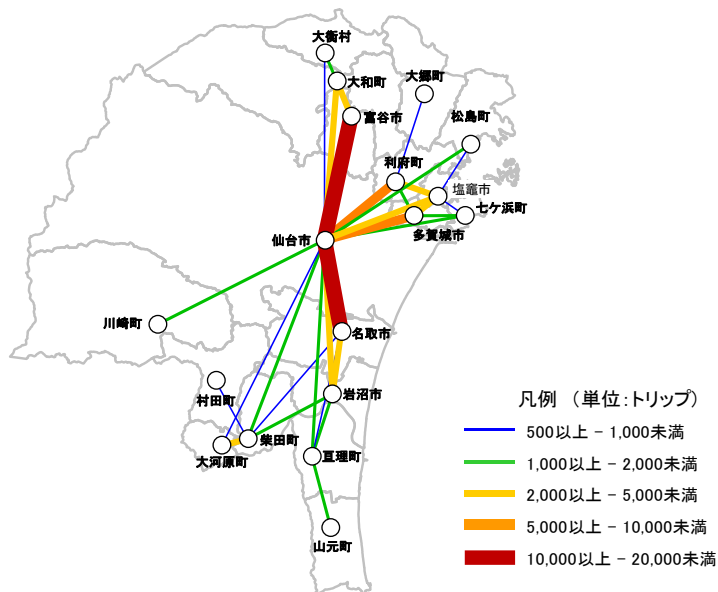 大衡村
大和町
大郷町
富谷市
松島町
利府町
塩竈市
七ケ浜町
多賀城市
仙台市
川崎町
名取市
村田町
岩沼市
柴田町
大河原町
亘理町
山元町
凡例 (単位:トリップ)
500以上 - 1,000未満
1,000以上 - 2,000未満
2,000以上 - 5,000未満
5,000以上 - 10,000未満
10,000以上 - 20,000未満